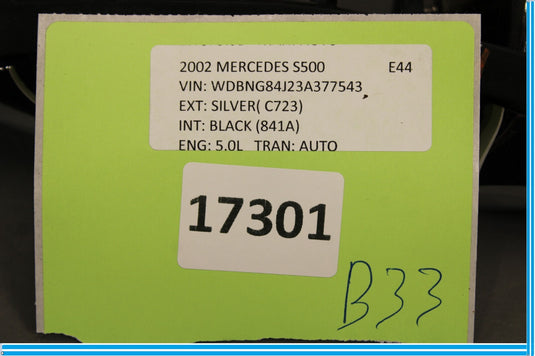 2002 MERCEDES S500 E44
VIN: WDBNG84J23A377543
EXT: SILVER( C723)
INT: BLACK (841A)
ENG: 5.0L TRAN: AUTO
17301
B33